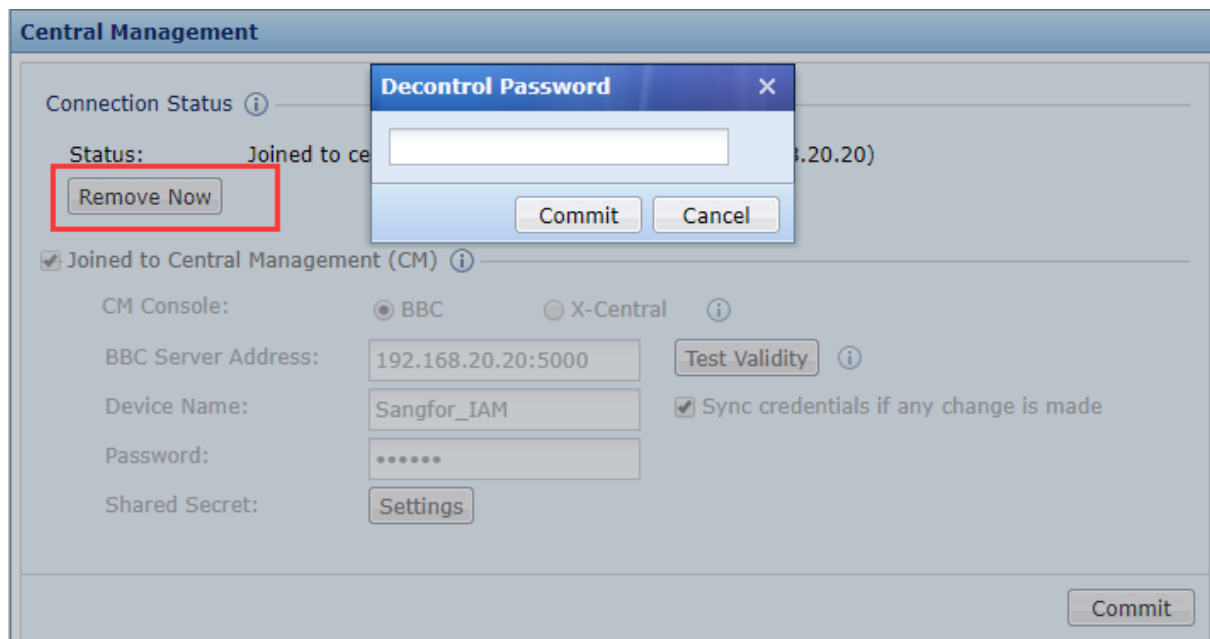 Central Management
Decontrol Password
Connection Status
Status: Joined to ce .20.20)
Remove Now
Commit Cancel
Joined to Central Management (CM)
CM Console: BBC X-Central
BBC Server Address: 192.168.20.20:5000 Test Validity
Device Name: Sangfor_IAM Sync credentials if any change is made
Password: ••••••
Shared Secret: Settings
Commit